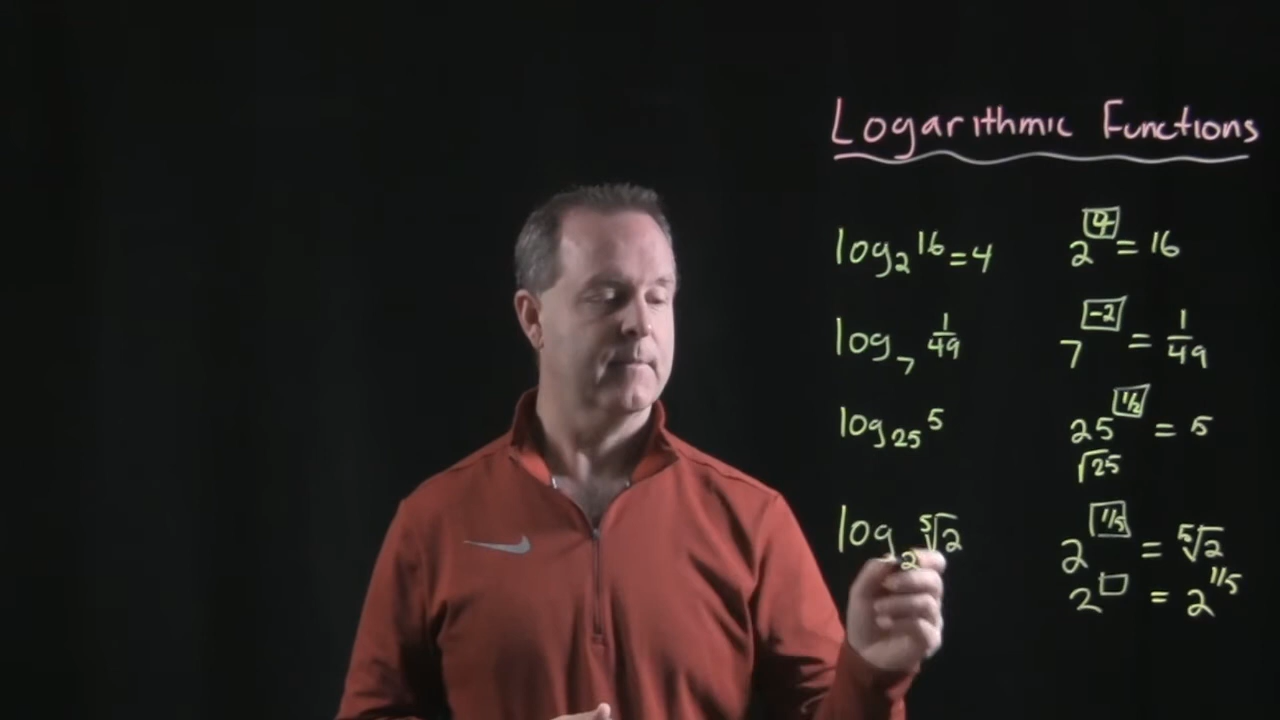 Logarithmic Functions
log₂ 16 = 4    2^4 = 16
log₇ 1/49    7^-2 = 1/49
log₂₅ 5    25^1/2 = 5
√25
log₂ ⁵√2    2^1/5 = ⁵√2
2^□ = 2^1/5